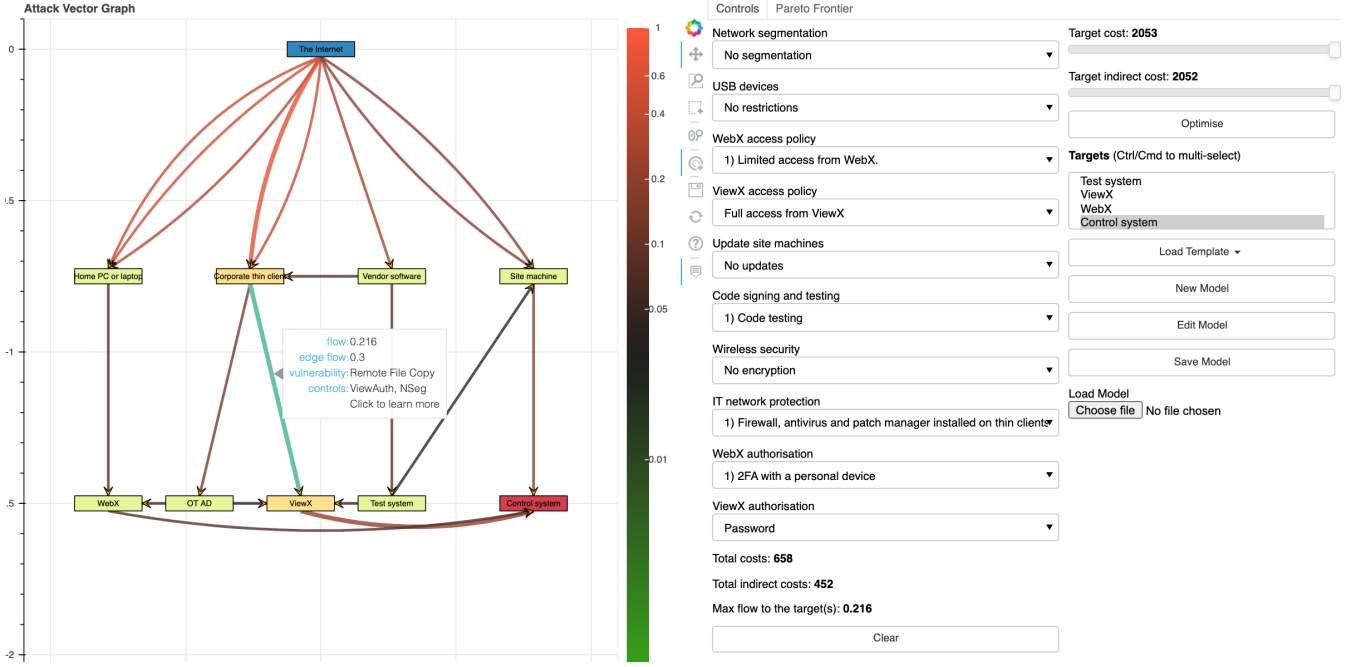 Attack Vector Graph
0
.5
-1
.5
-2
The Internet
Home PC or laptop
Corporate thin clien
Vendor software
Site machine
flow: 0.216
edge flow: 0.3
vulnerability: Remote File Copy
controls: ViewAuth, NSeg
Click to learn more
WebX
OT AD
ViewX
Test system
Control system
1
0.6
0.4
0.2
0.1
0.05
0.01
Controls
Pareto Frontier
Network segmentation
No segmentation
USB devices
No restrictions
WebX access policy
1) Limited access from WebX.
ViewX access policy
Full access from ViewX
Update site machines
No updates
Code signing and testing
1) Code testing
Wireless security
No encryption
IT network protection
1) Firewall, antivirus and patch manager installed on thin clients
WebX authorisation
1) 2FA with a personal device
ViewX authorisation
Password
Total costs: 658
Total indirect costs: 452
Max flow to the target(s): 0.216
Clear
Target cost: 2053
Target indirect cost: 2052
Optimise
Targets (Ctrl/Cmd to multi-select)
Test system
ViewX
WebX
Control system
Load Template
New Model
Edit Model
Save Model
Load Model
Choose file No file chosen